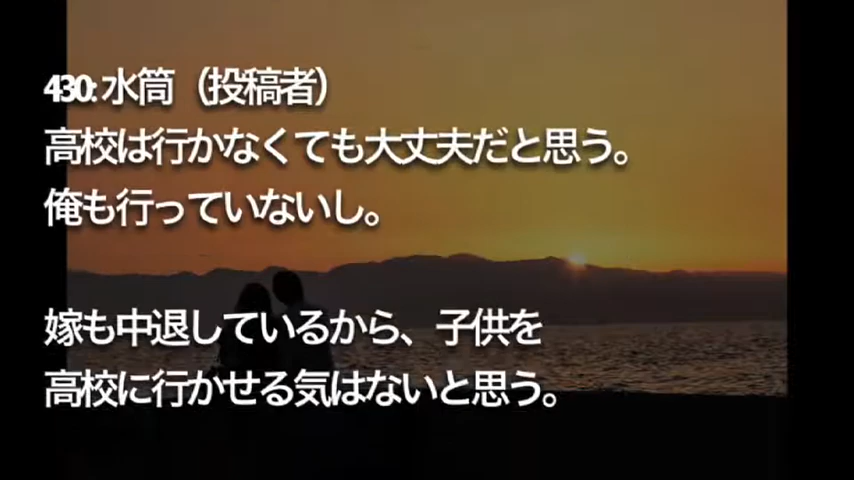 430: 水筒（投稿者）
高校は行かなくても大丈夫だと思う。
俺も行っていないし。
嫁も中退しているから、子供を
高校に行かせる気はないと思う。